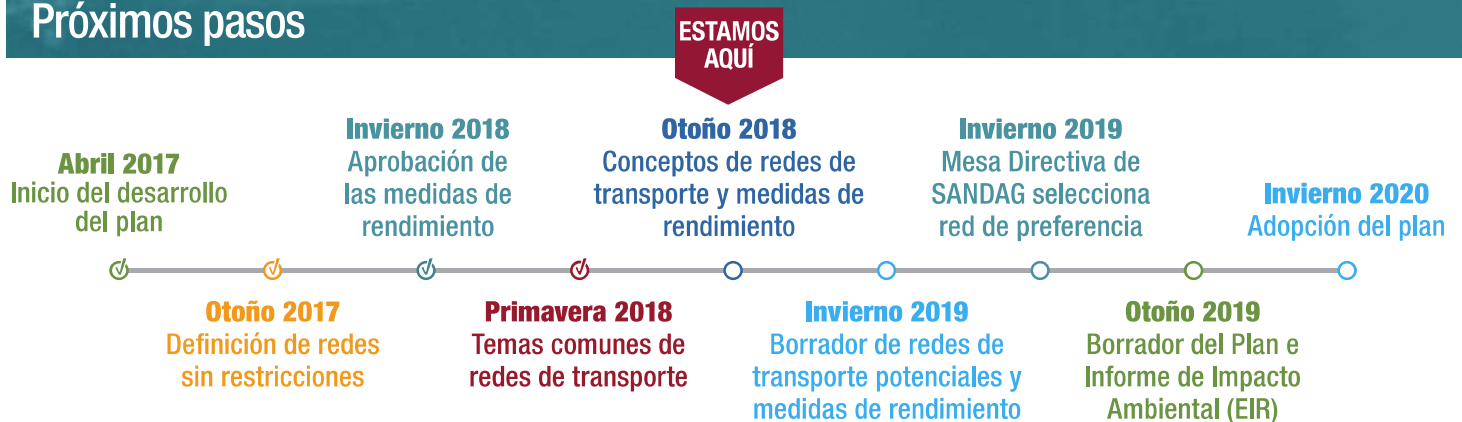 Próximos pasos
ESTAMOS
AQUÍ
Abril 2017
Inicio del desarrollo
del plan
Otoño 2017
Definición de redes
sin restricciones
Invierno 2018
Aprobación de
las medidas de
rendimiento
Primavera 2018
Temas comunes de
redes de transporte
Otoño 2018
Conceptos de redes de
transporte y medidas de
rendimiento
Invierno 2019
Borrador de redes de
transporte potenciales y
medidas de rendimiento
Invierno 2019
Mesa Directiva de
SANDAG selecciona
red de preferencia
Otoño 2019
Borrador del Plan e
Informe de Impacto
Ambiental (EIR)
Invierno 2020
Adopción del plan